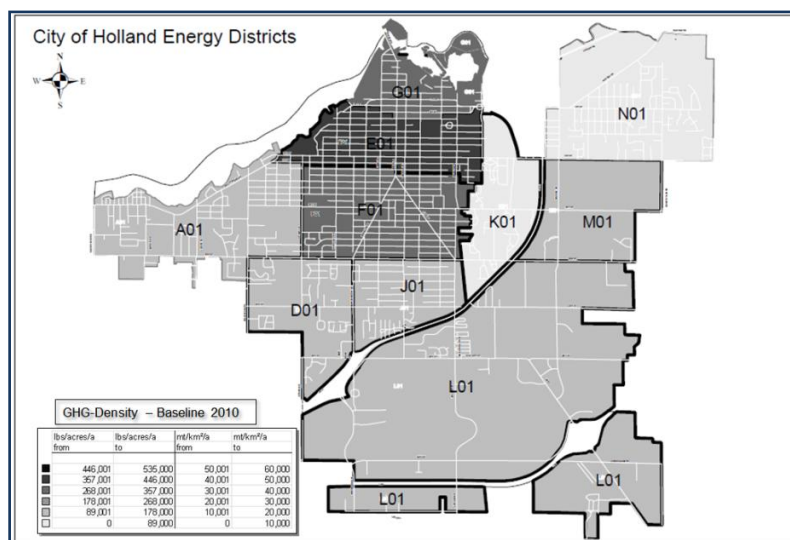 City of Holland Energy Districts
N
W E
S
G01
N01
E01
F01
K01
M01
A01
J01
D01
L01
L01
L01
GHG-Density – Baseline 2010
lbs/acres/a from lbs/acres/a to mt/km²/a from mt/km²/a to
446,001 535,000 50,001 60,000
357,001 446,000 40,001 50,000
268,001 357,000 30,001 40,000
178,001 268,000 20,001 30,000
89,001 178,000 10,001 20,000
0 89,000 0 10,000